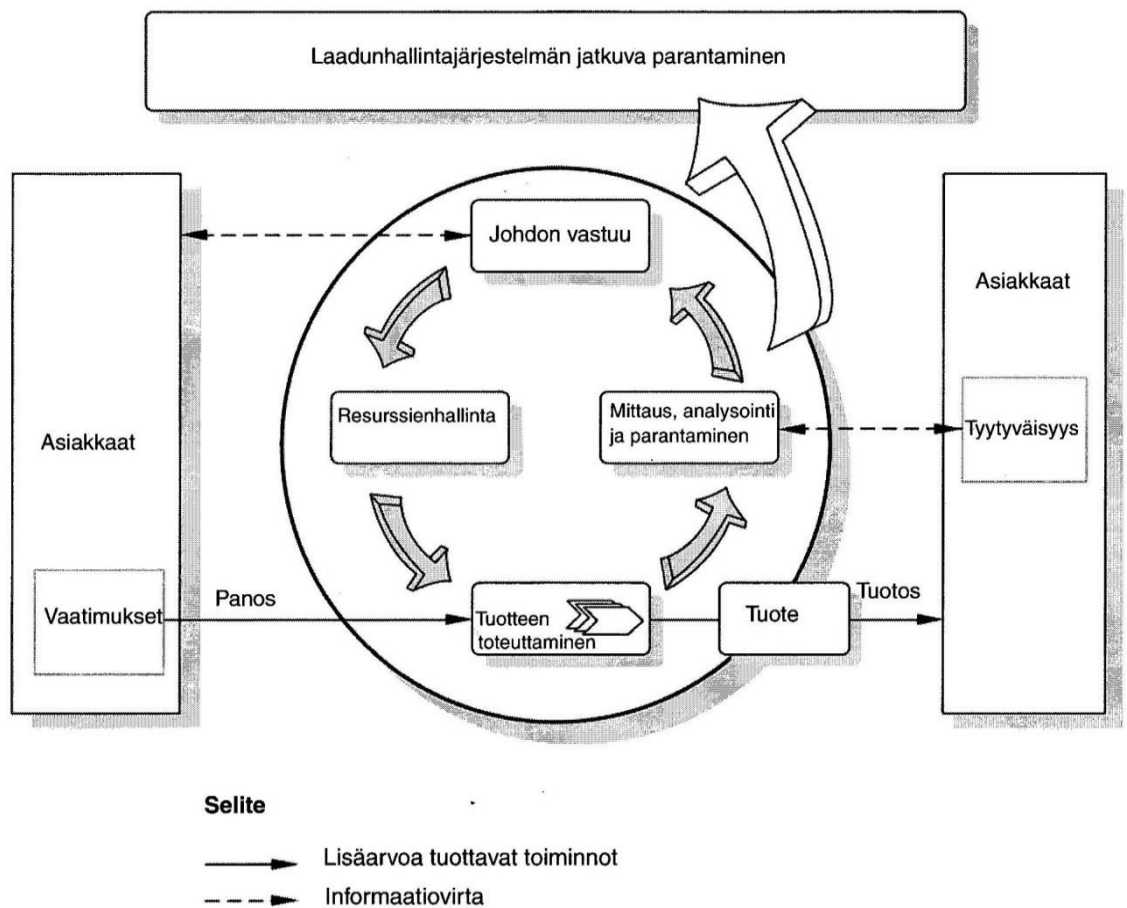 Laadunhallintajärjestelmän jatkuva parantaminen
Johdon vastuu
Asiakkaat
Resurssienhallinta
Mittaus, analysointi
ja parantaminen
Tyytyväisyys
Asiakkaat
Vaatimukset
Panos
Tuotteen
toteuttaminen
Tuote
Tuotos
Selite
Lisäarvoa tuottavat toiminnot
Informaatiovirta